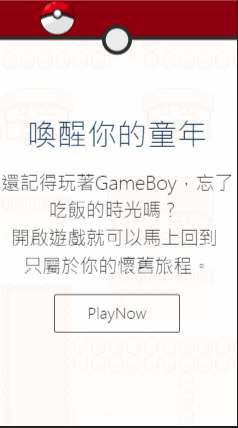 喚醒你的童年
還記得玩著GameBoy，忘了
吃飯的時光嗎？
開啟遊戲就可以馬上回到
只屬於你的懷舊旅程。
PlayNow